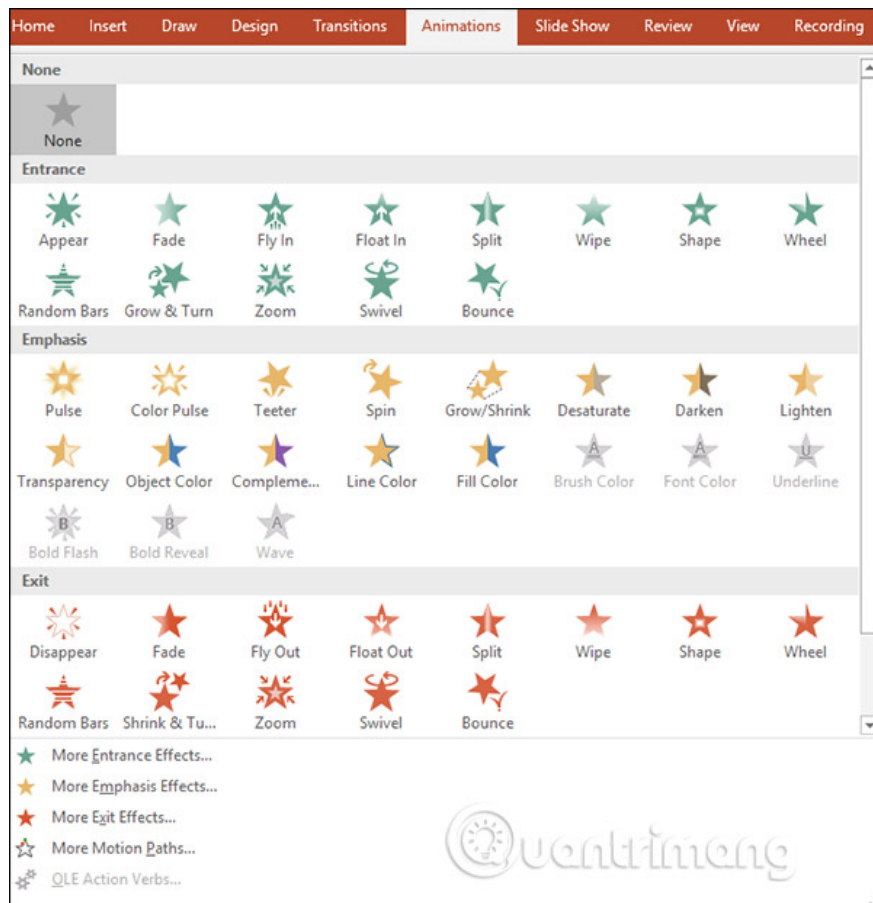 Home Insert Draw Design Transitions Animations Slide Show Review View Recording
None
None
Entrance
Appear Fade Fly In Float In Split Wipe Shape Wheel
Random Bars Grow & Turn Zoom Swivel Bounce
Emphasis
Pulse Color Pulse Teeter Spin Grow/Shrink Desaturate Darken Lighten
Transparency Object Color Compleme... Line Color Fill Color Brush Color Font Color Underline
Bold Flash Bold Reveal Wave
Exit
Disappear Fade Fly Out Float Out Split Wipe Shape Wheel
Random Bars Shrink & Tu... Zoom Swivel Bounce
More Entrance Effects...
More Emphasis Effects...
More Exit Effects...
More Motion Paths...
OLE Action Verbs...
Quantrimang